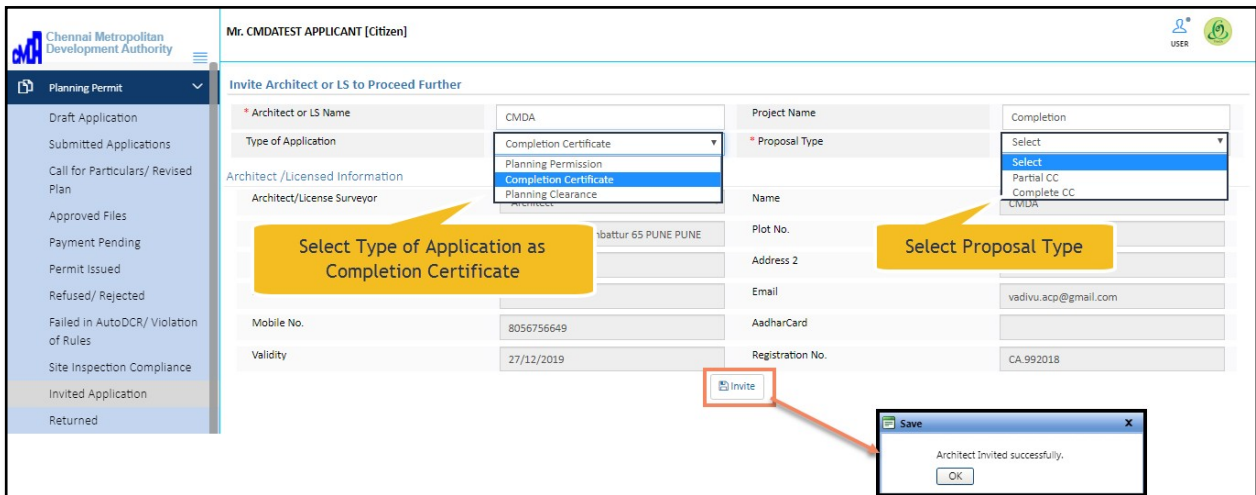 CMDA
Chennai Metropolitan
Development Authority
Mr. CMDATEST APPLICANT [Citizen]
USER
Planning Permit
Draft Application
Submitted Applications
Call for Particulars/ Revised
Plan
Approved Files
Payment Pending
Permit Issued
Refused/ Rejected
Failed in AutoDCR/ Violation
of Rules
Site Inspection Compliance
Invited Application
Returned
Invite Architect or LS to Proceed Further
* Architect or LS Name CMDA Project Name Completion
Type of Application Completion Certificate * Proposal Type Select
Planning Permission
Completion Certificate
Planning Clearance
Select
Partial CC
Complete CC
Architect /Licensed Information
Architect/License Surveyor Architect Name CMDA
mbattur 65 PUNE PUNE Plot No.
Address 2
Email vadivu.acp@gmail.com
Mobile No. 8056756649 AadharCard
Validity 27/12/2019 Registration No. CA.992018
Select Type of Application as
Completion Certificate
Select Proposal Type
Invite
Save x
Architect Invited successfully.
OK